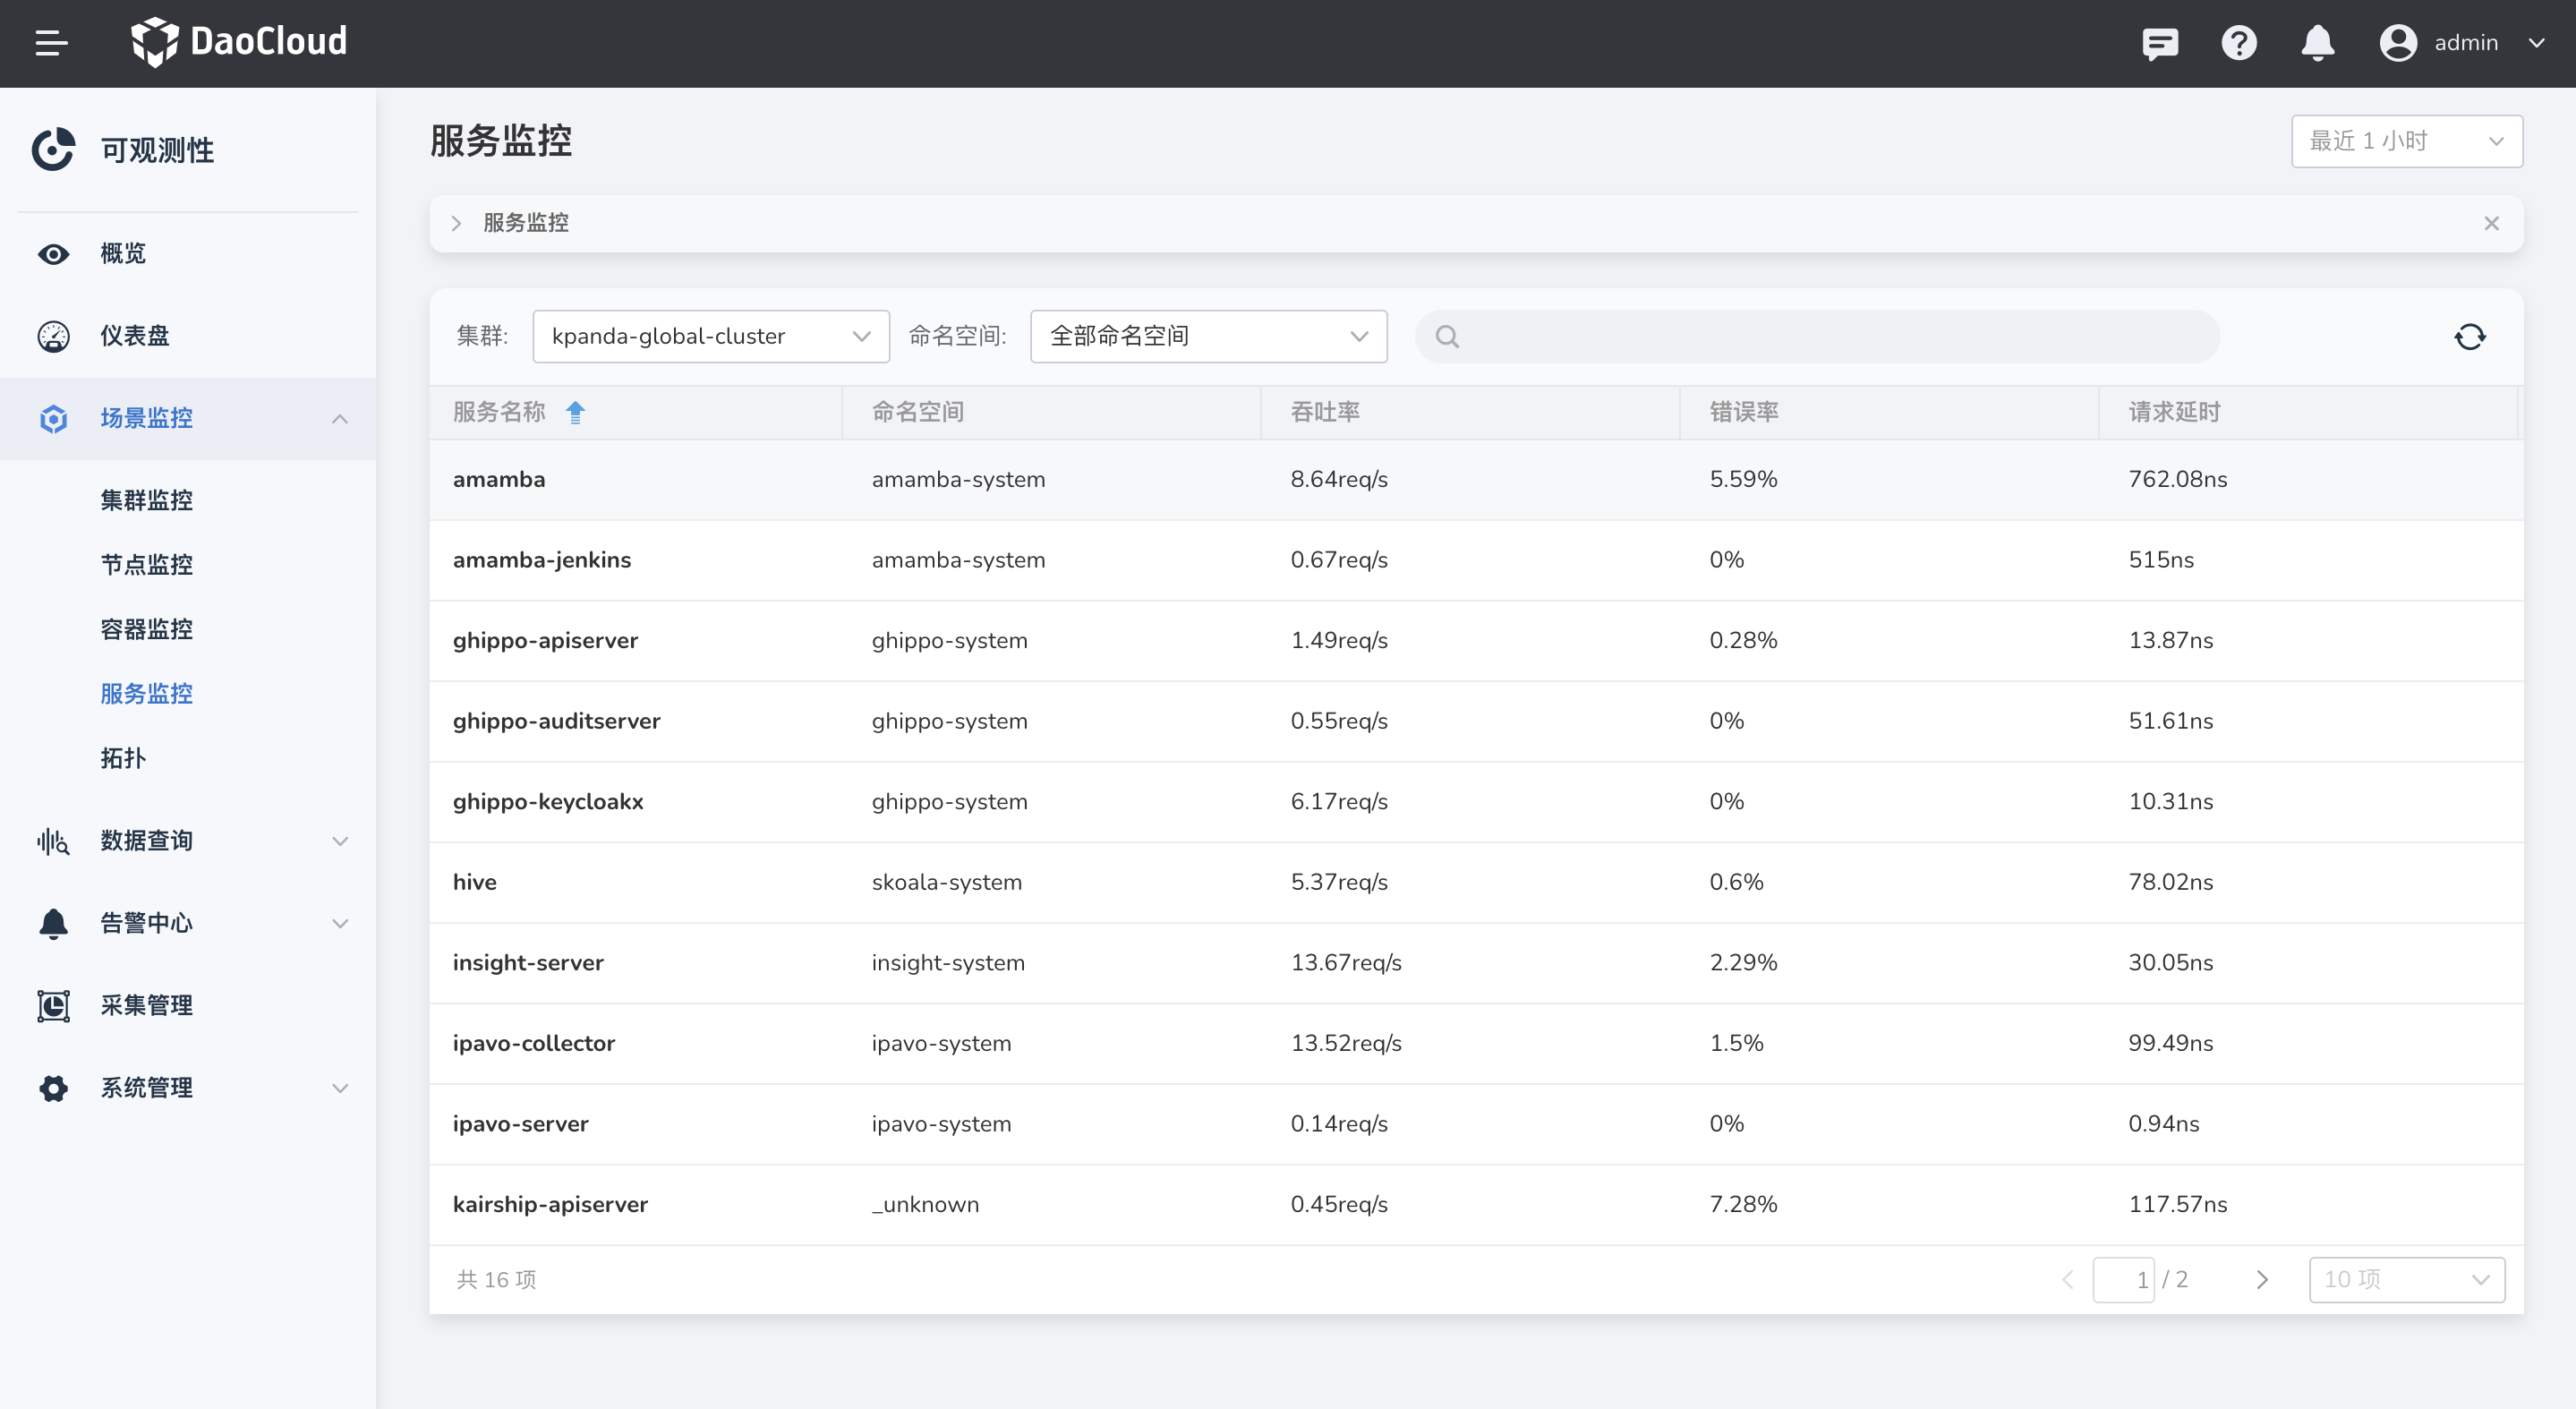 DaoCloud
admin
可观测性
概览
仪表盘
场景监控
集群监控
节点监控
容器监控
服务监控
拓扑
数据查询
告警中心
采集管理
系统管理
服务监控
最近 1 小时
服务监控
集群: kpanda-global-cluster 命名空间: 全部命名空间
服务名称 命名空间 吞吐率 错误率 请求延时
amamba amamba-system 8.64req/s 5.59% 762.08ns
amamba-jenkins amamba-system 0.67req/s 0% 515ns
ghippo-apiserver ghippo-system 1.49req/s 0.28% 13.87ns
ghippo-auditserver ghippo-system 0.55req/s 0% 51.61ns
ghippo-keycloakx ghippo-system 6.17req/s 0% 10.31ns
hive skoala-system 5.37req/s 0.6% 78.02ns
insight-server insight-system 13.67req/s 2.29% 30.05ns
ipavo-collector ipavo-system 13.52req/s 1.5% 99.49ns
ipavo-server ipavo-system 0.14req/s 0% 0.94ns
kairship-apiserver _unknown 0.45req/s 7.28% 117.57ns
共 16 项 1 / 2 10 项